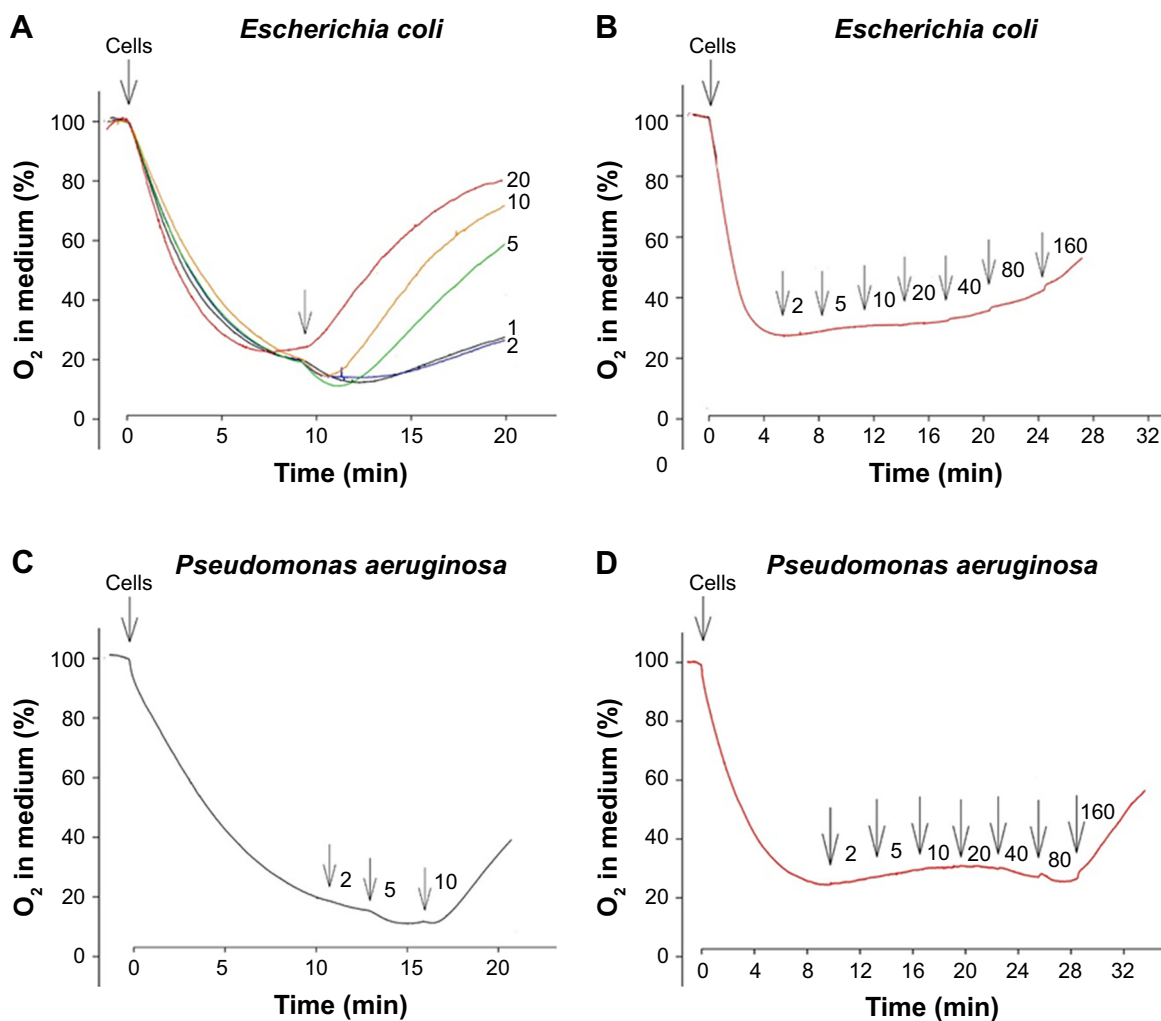 A
Escherichia coli
Cells
O2 in medium (%)
100
80
60
40
20
0
20
10
5
1
2
0 5 10 15 20
Time (min)
B
Escherichia coli
Cells
O2 in medium (%)
100
80
60
40
20
0
0
2 5 10 20 40 80 160
0 4 8 12 16 20 24 28 32
Time (min)
C
Pseudomonas aeruginosa
Cells
O2 in medium (%)
100
80
60
40
20
0
2 5 10
0 5 10 15 20
Time (min)
D
Pseudomonas aeruginosa
Cells
O2 in medium (%)
100
80
60
40
20
0
2 5 10 20 40 80 160
0 4 8 12 16 20 24 28 32
Time (min)